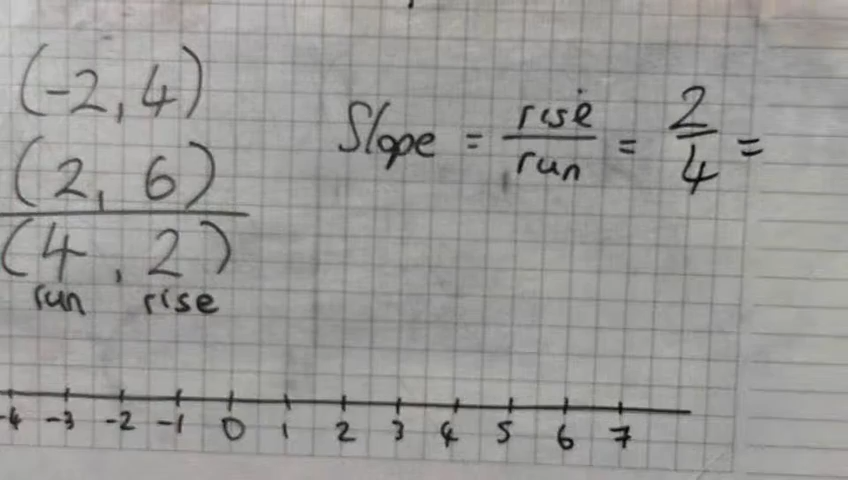 (-2, 4)
(2, 6)
(4, 2)
run rise
Slope = rise/run = 2/4 =
-4 -3 -2 -1 0 1 2 3 4 5 6 7